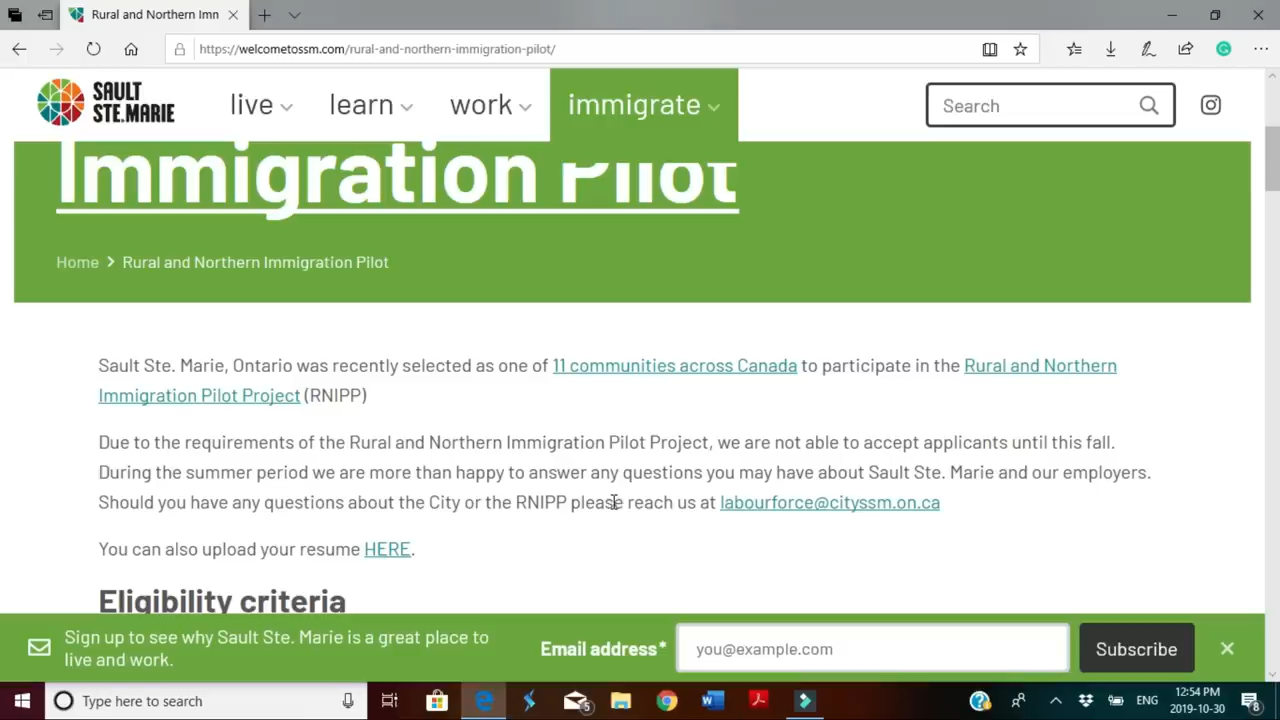 Rural and Northern Imm
https://welcometossm.com/rural-and-northern-immigration-pilot/
SAULT
STE.MARIE
live
learn
work
immigrate
Search
Immigration Pilot
Home > Rural and Northern Immigration Pilot
Sault Ste. Marie, Ontario was recently selected as one of 11 communities across Canada to participate in the Rural and Northern
Immigration Pilot Project (RNIPP)
Due to the requirements of the Rural and Northern Immigration Pilot Project, we are not able to accept applicants until this fall.
During the summer period we are more than happy to answer any questions you may have about Sault Ste. Marie and our employers.
Should you have any questions about the City or the RNIPP please reach us at labourforce@cityssm.on.ca
You can also upload your resume HERE.
Eligibility criteria
Sign up to see why Sault Ste. Marie is a great place to
live and work.
Email address*
you@example.com
Subscribe
Type here to search
5
ENG
12:54 PM
2019-10-30
8